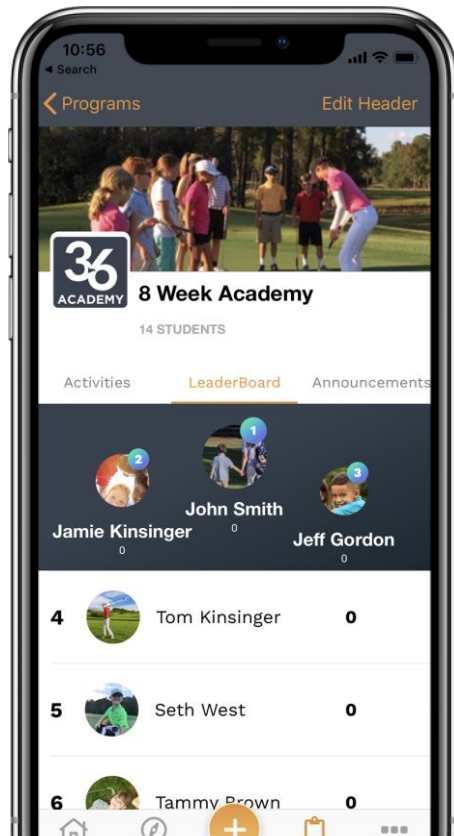 10:56
Search
Programs
Edit Header
36
ACADEMY
8 Week Academy
14 STUDENTS
Activities
LeaderBoard
Announcements
1
2
3
John Smith
0
Jamie Kinsinger
0
Jeff Gordon
0
4 Tom Kinsinger 0
5 Seth West 0
6 Tammy Brown 0